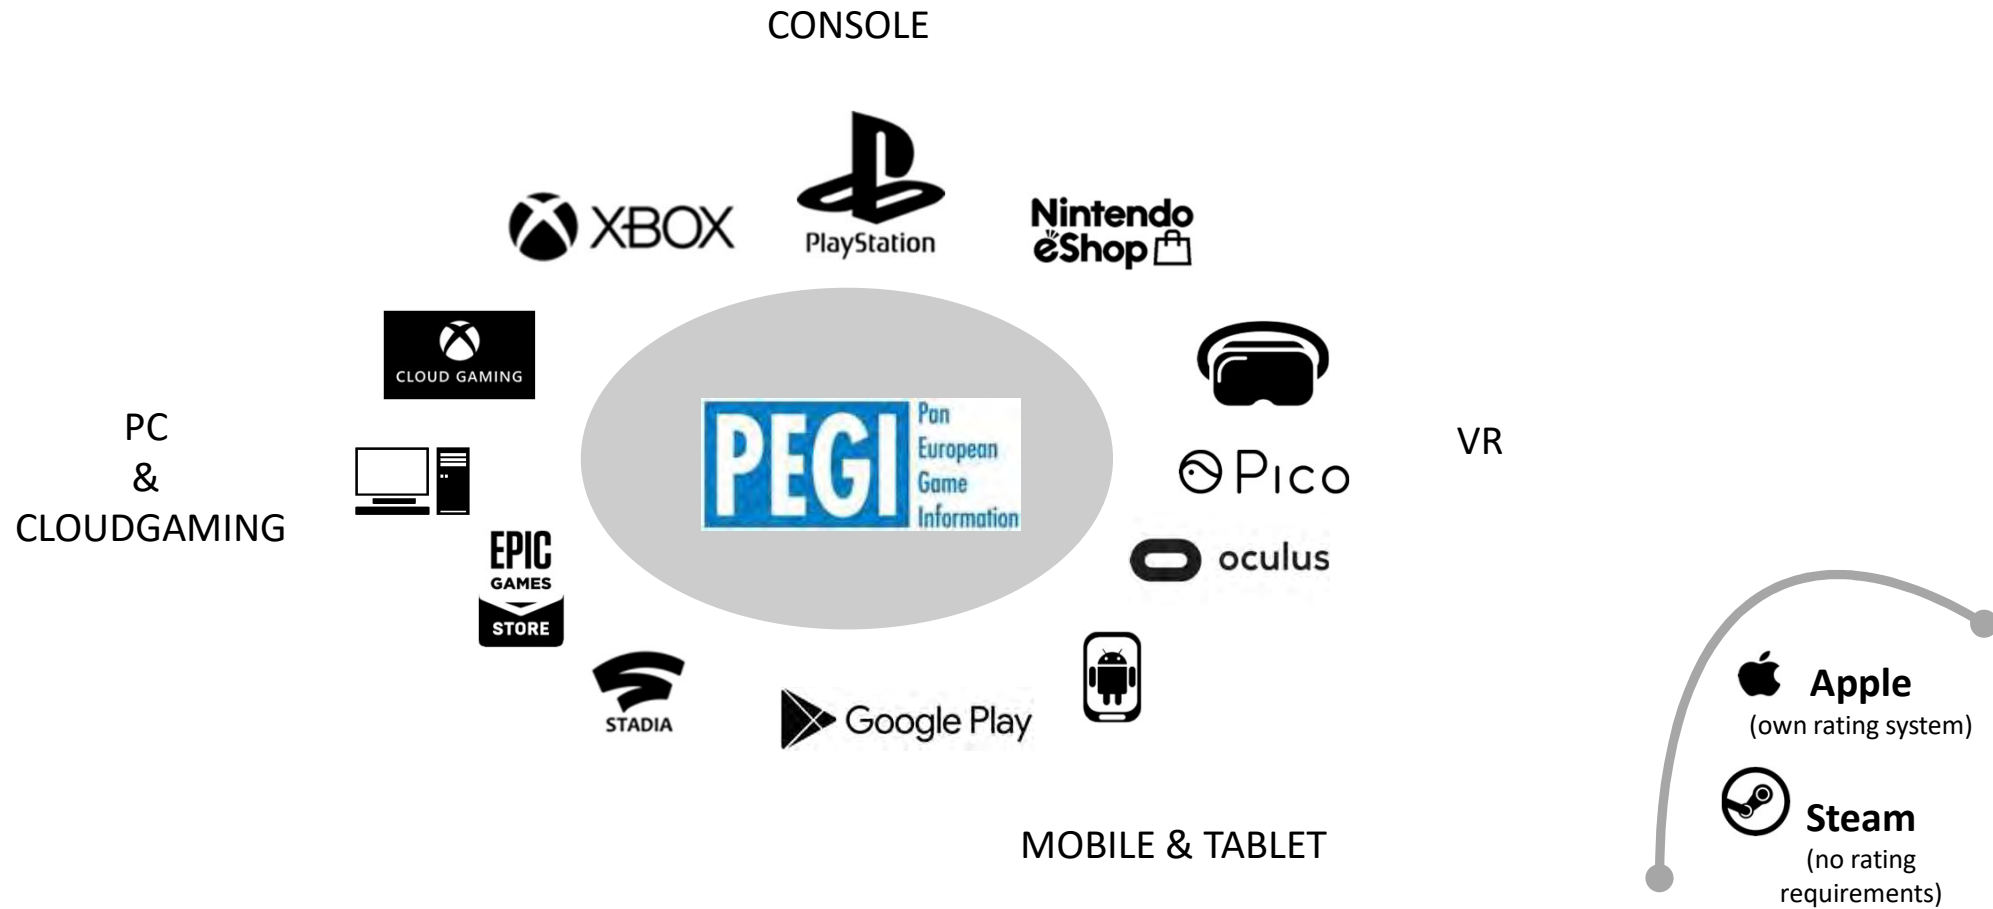 CONSOLE
XBOX
PlayStation
Nintendo
eShop
CLOUD GAMING
PC
&
CLOUDGAMING
PEGI
Pan
European
Game
Information
VR
Pico
oculus
EPIC
GAMES
STORE
STADIA
Google Play
MOBILE & TABLET
Apple
(own rating system)
Steam
(no rating
requirements)